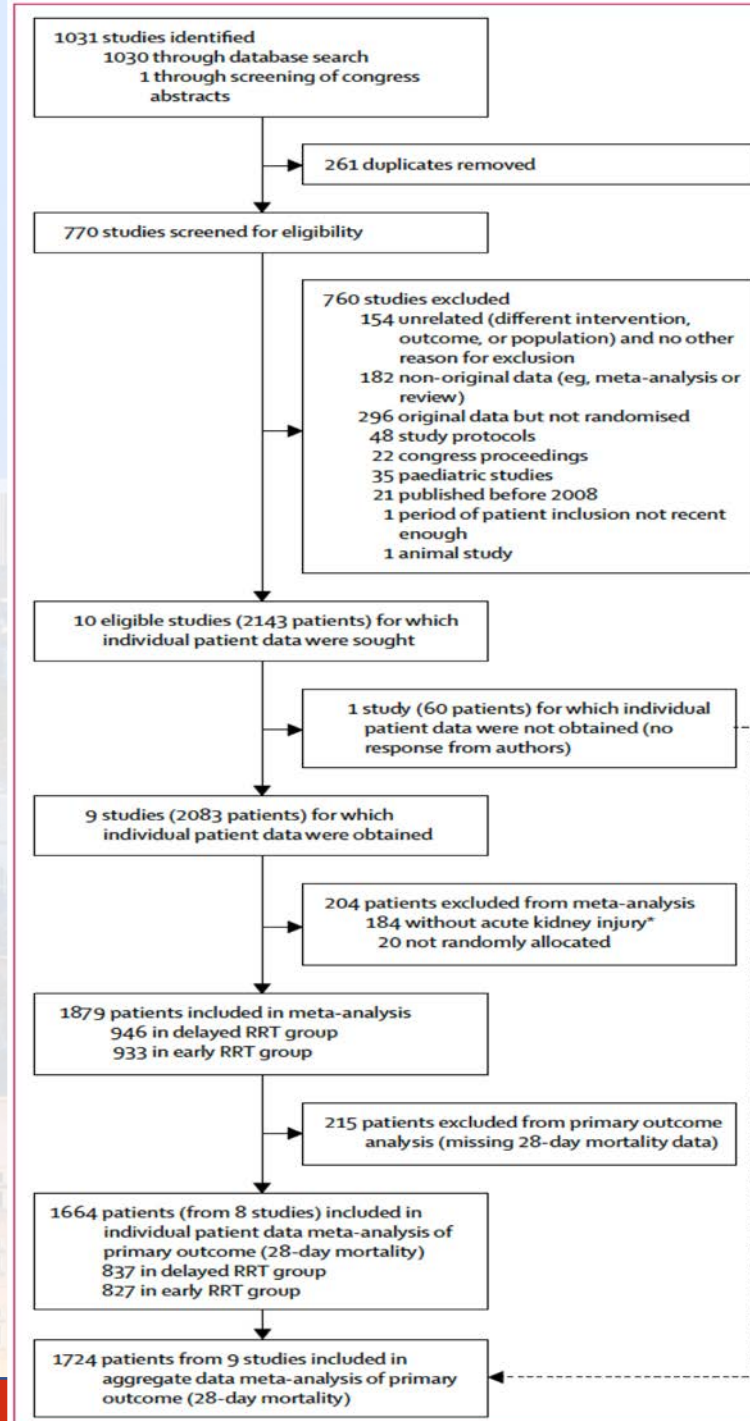 1031 studies identified
1030 through database search
1 through screening of congress
abstracts
261 duplicates removed
770 studies screened for eligibility
760 studies excluded
154 unrelated (different intervention,
outcome, or population) and no other
reason for exclusion
182 non-original data (eg, meta-analysis or
review)
296 original data but not randomised
48 study protocols
22 congress proceedings
35 paediatric studies
21 published before 2008
1 period of patient inclusion not recent
enough
1 animal study
10 eligible studies (2143 patients) for which
individual patient data were sought
1 study (60 patients) for which individual
patient data were not obtained (no
response from authors)
9 studies (2083 patients) for which
individual patient data were obtained
204 patients excluded from meta-analysis
184 without acute kidney injury*
20 not randomly allocated
1879 patients included in meta-analysis
946 in delayed RRT group
933 in early RRT group
215 patients excluded from primary outcome
analysis (missing 28-day mortality data)
1664 patients (from 8 studies) included in
individual patient data meta-analysis of
primary outcome (28-day mortality)
837 in delayed RRT group
827 in early RRT group
1724 patients from 9 studies included in
aggregate data meta-analysis of primary
outcome (28-day mortality)